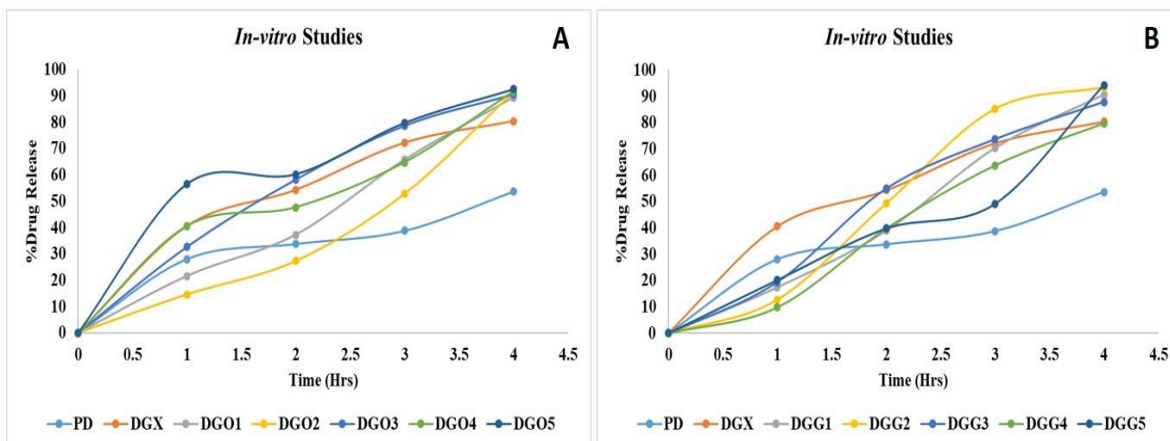 In-vitro Studies
A
100
90
80
70
60
50
40
30
20
10
0
%Drug Release
0 0.5 1 1.5 2 2.5 3 3.5 4 4.5
Time (Hrs)
PD DGX DGO1 DGO2 DGO3 DGO4 DGO5
In-vitro Studies
B
100
90
80
70
60
50
40
30
20
10
0
%Drug Release
0 0.5 1 1.5 2 2.5 3 3.5 4 4.5
Time (Hrs)
PD DGX DGG1 DGG2 DGG3 DGG4 DGG5